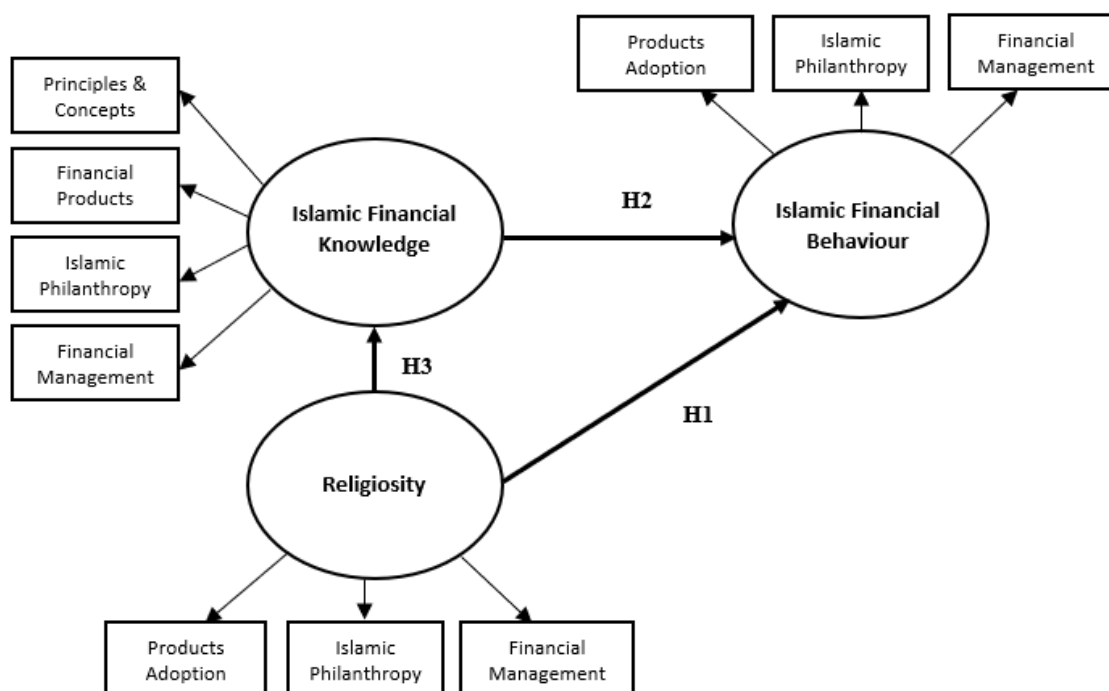 Products
Adoption
Islamic
Philanthropy
Financial
Management
Principles &
Concepts
Financial
Products
Islamic
Philanthropy
Financial
Management
Islamic Financial
Knowledge
H2
Islamic Financial
Behaviour
H3
H1
Religiosity
Products
Adoption
Islamic
Philanthropy
Financial
Management